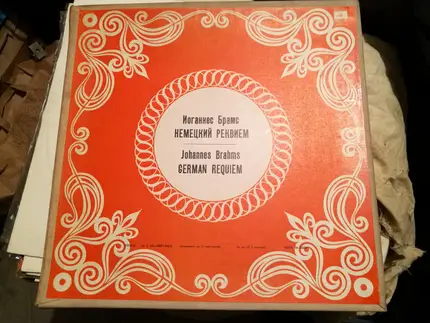 Иоганнес Брамс
НЕМЕЦКИЙ РЕКВИЕМ
Johannes Brahms
GERMAN REQUIEM